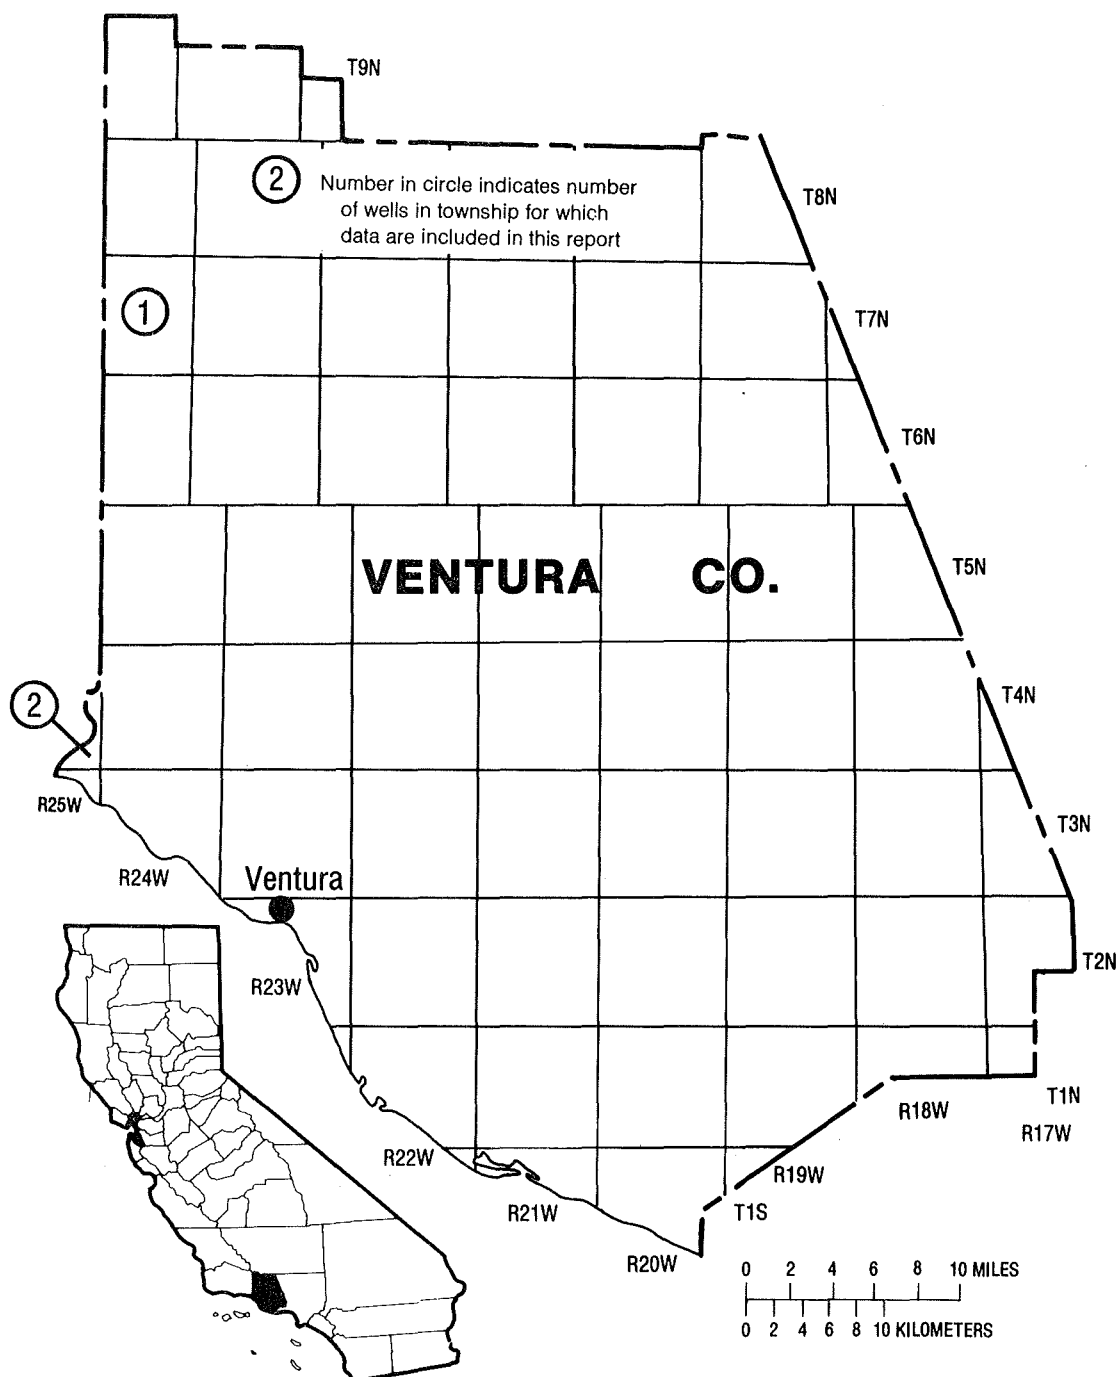 T9N
2
Number in circle indicates number
of wells in township for which
data are included in this report
T8N
1
T7N
T6N
VENTURA CO.
T5N
2
T4N
R25W
T3N
R24W
Ventura
T2N
R23W
R18W
T1N
R17W
R22W
R19W
R21W
T1S
R20W
0 2 4 6 8 10 MILES
0 2 4 6 8 10 KILOMETERS